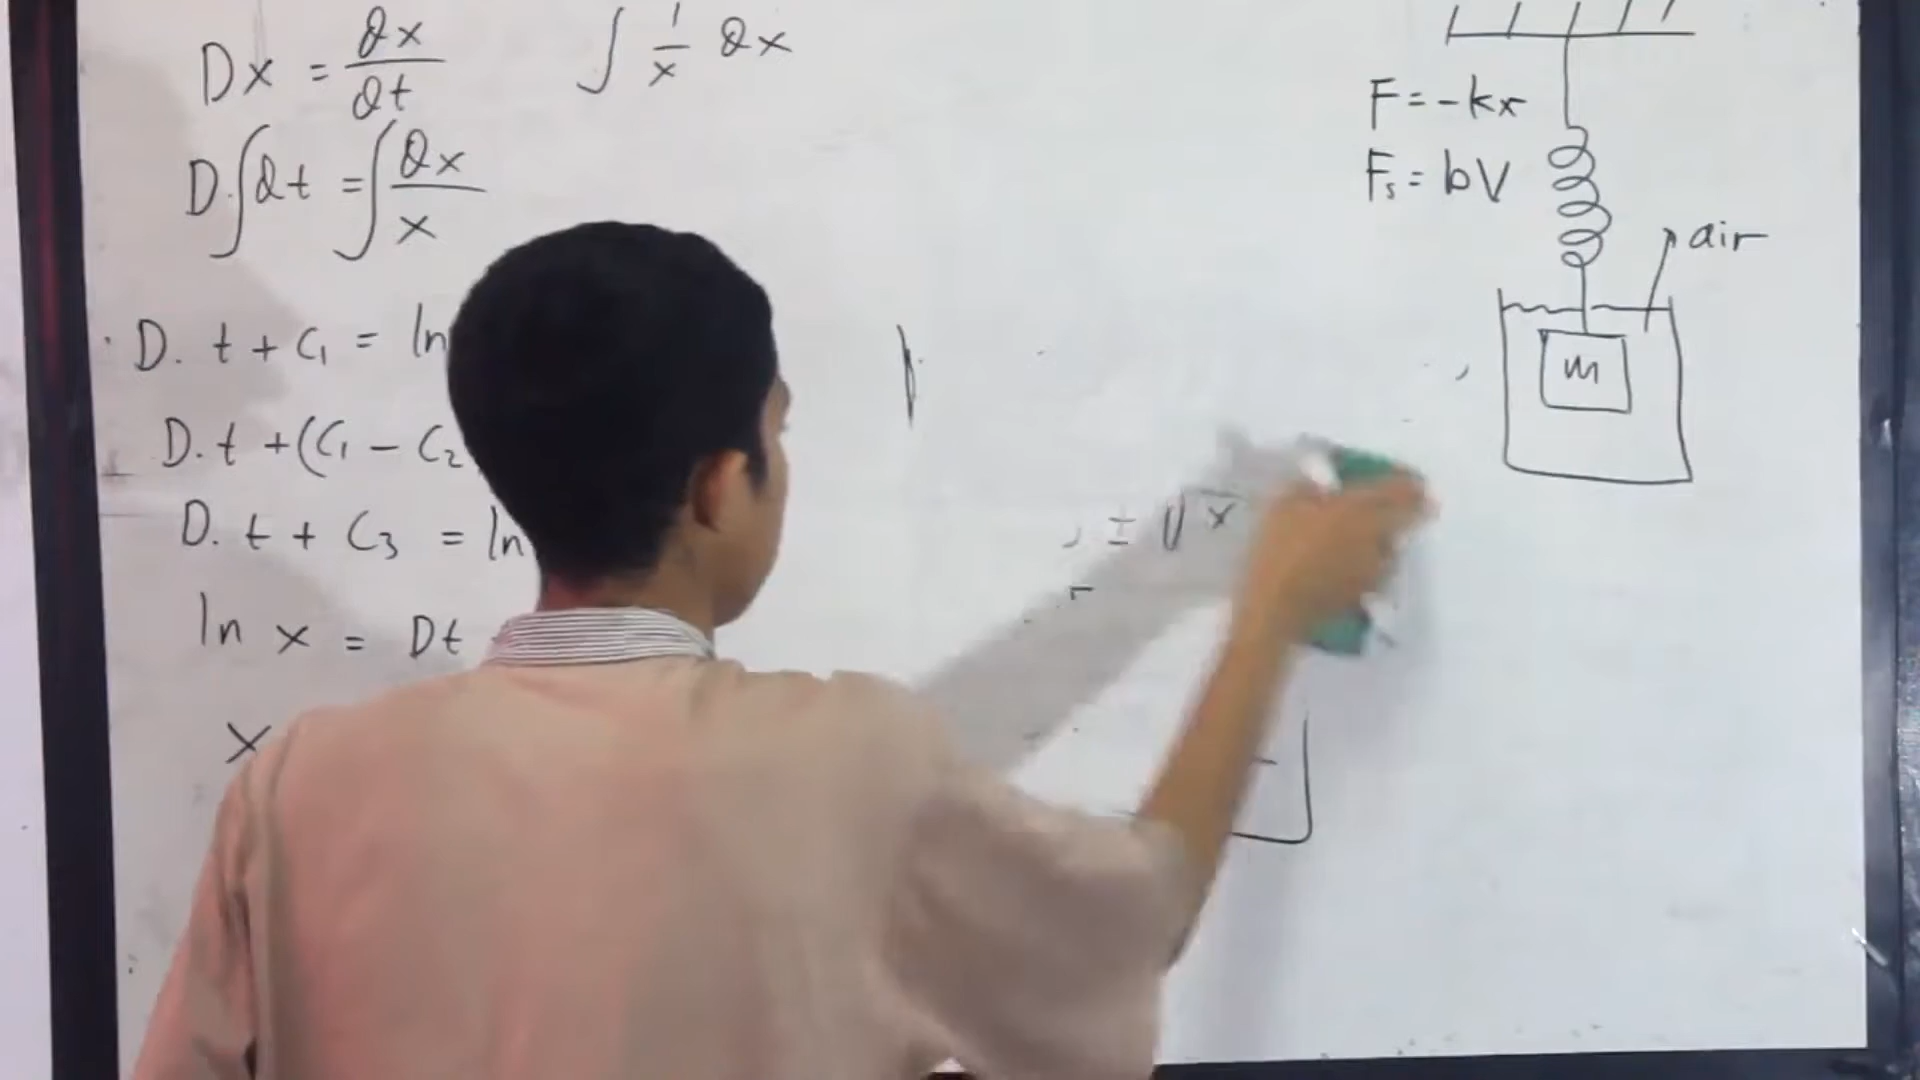 Dx = ∂x/∂t
∫ 1/x ∂x
D.∫∂t = ∫ ∂x/x
D. t + C₁ = ln
D. t + (C₁ - C₂
D. t + C₃ = ln
ln x = Dt
x
± √x
F = -kx
Fs = bV
air
m